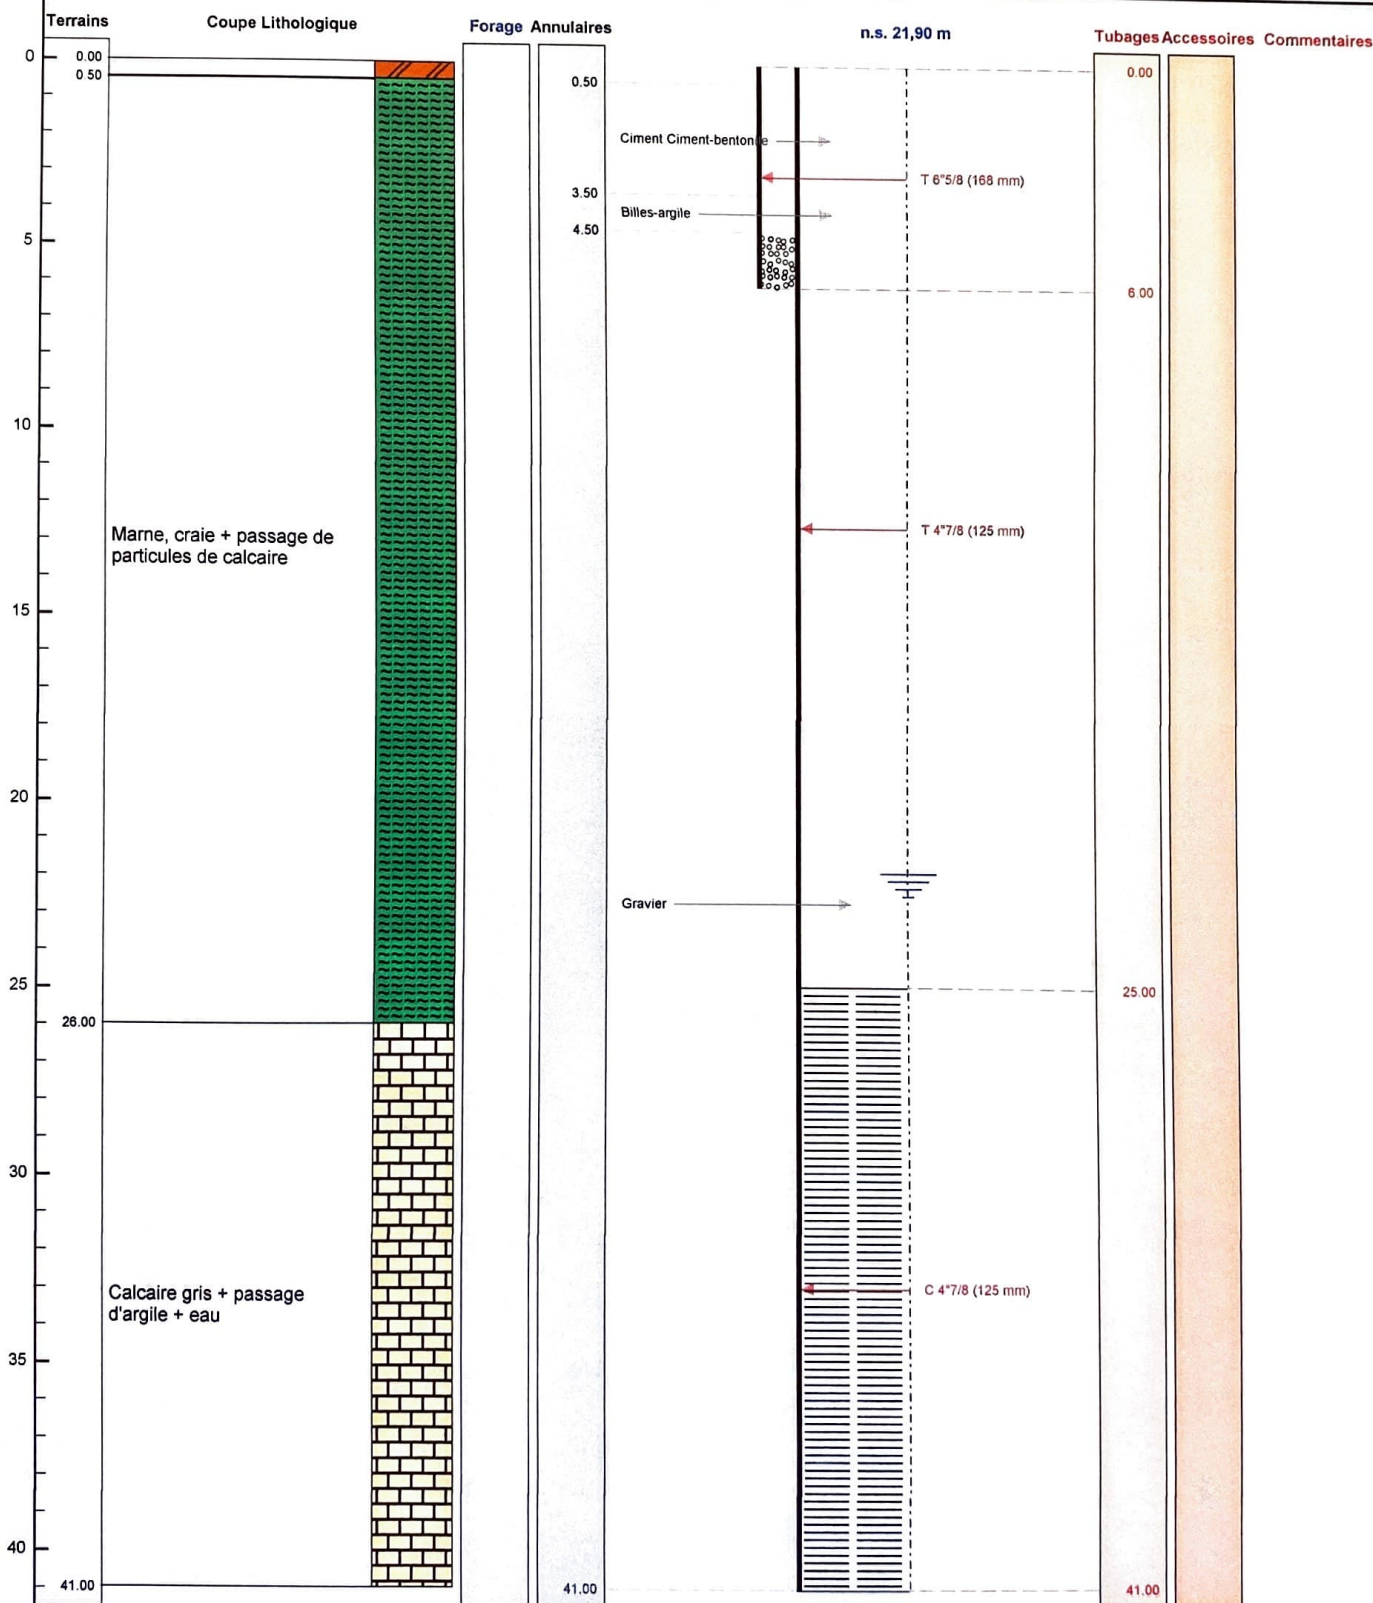 Terrains Coupe Lithologique Forage Annulaires n.s. 21,90 m Tubages Accessoires Commentaires
0 0.00 0.00
0.50 0.50
Ciment Ciment-bentonite
T 6"5/8 (168 mm)
3.50
Billes-argile
4.50
5
6.00
10
T 4"7/8 (125 mm)
Marne, craie + passage de
particules de calcaire
15
20
Gravier
25 25.00
26.00
30
C 4"7/8 (125 mm)
Calcaire gris + passage
d'argile + eau
35
40
41.00 41.00 41.00